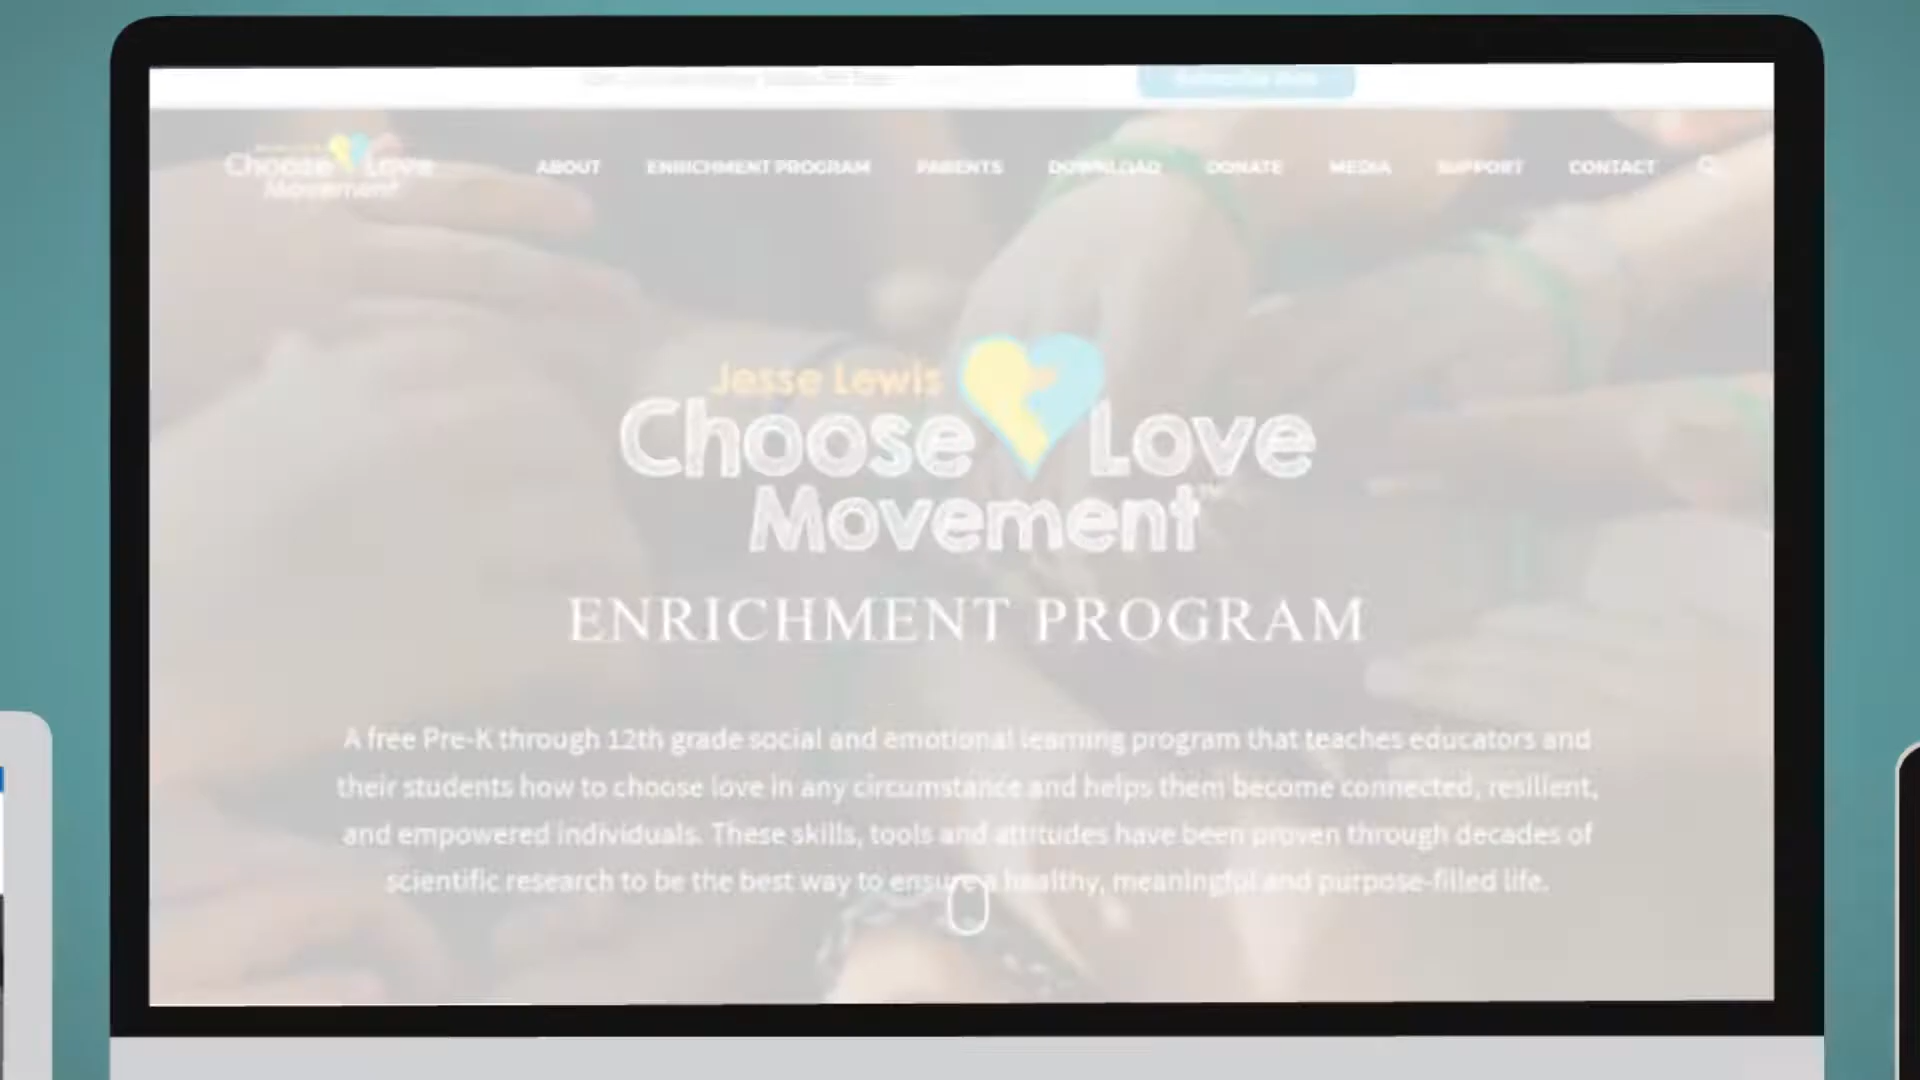 Choose Love
Movement
ABOUT ENRICHMENT PROGRAM PARENTS DOWNLOAD DONATE MEDIA SUPPORT CONTACT
Jesse Lewis
Choose Love
Movement™
ENRICHMENT PROGRAM
A free Pre-K through 12th grade social and emotional learning program that teaches educators and
their students how to choose love in any circumstance and helps them become connected, resilient,
and empowered individuals. These skills, tools and attitudes have been proven through decades of
scientific research to be the best way to ensure a healthy, meaningful and purpose-filled life.